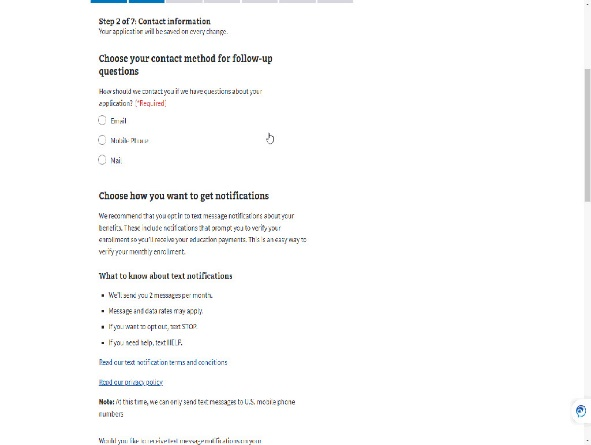 Step 2 of 7: Contact information
Your application will be saved on every change.
Choose your contact method for follow-up
questions
How should we contact you if we have questions about your
application? (*Required)
Email
Mobile Phone
Mail
Choose how you want to get notifications
We recommend that you opt in to text message notifications about your
benefits. These include notifications that prompt you to verify your
enrollment so you'll receive your education payments. This is an easy way to
verify your monthly enrollment.
What to know about text notifications
We'll send you 2 messages per month.
Message and data rates may apply.
If you want to opt out, text STOP.
If you need help, text HELP.
Read our text notification terms and conditions
Read our privacy policy
Note: At this time, we can only send text messages to U.S. mobile phone
numbers
Would you like to receive text message notifications on your